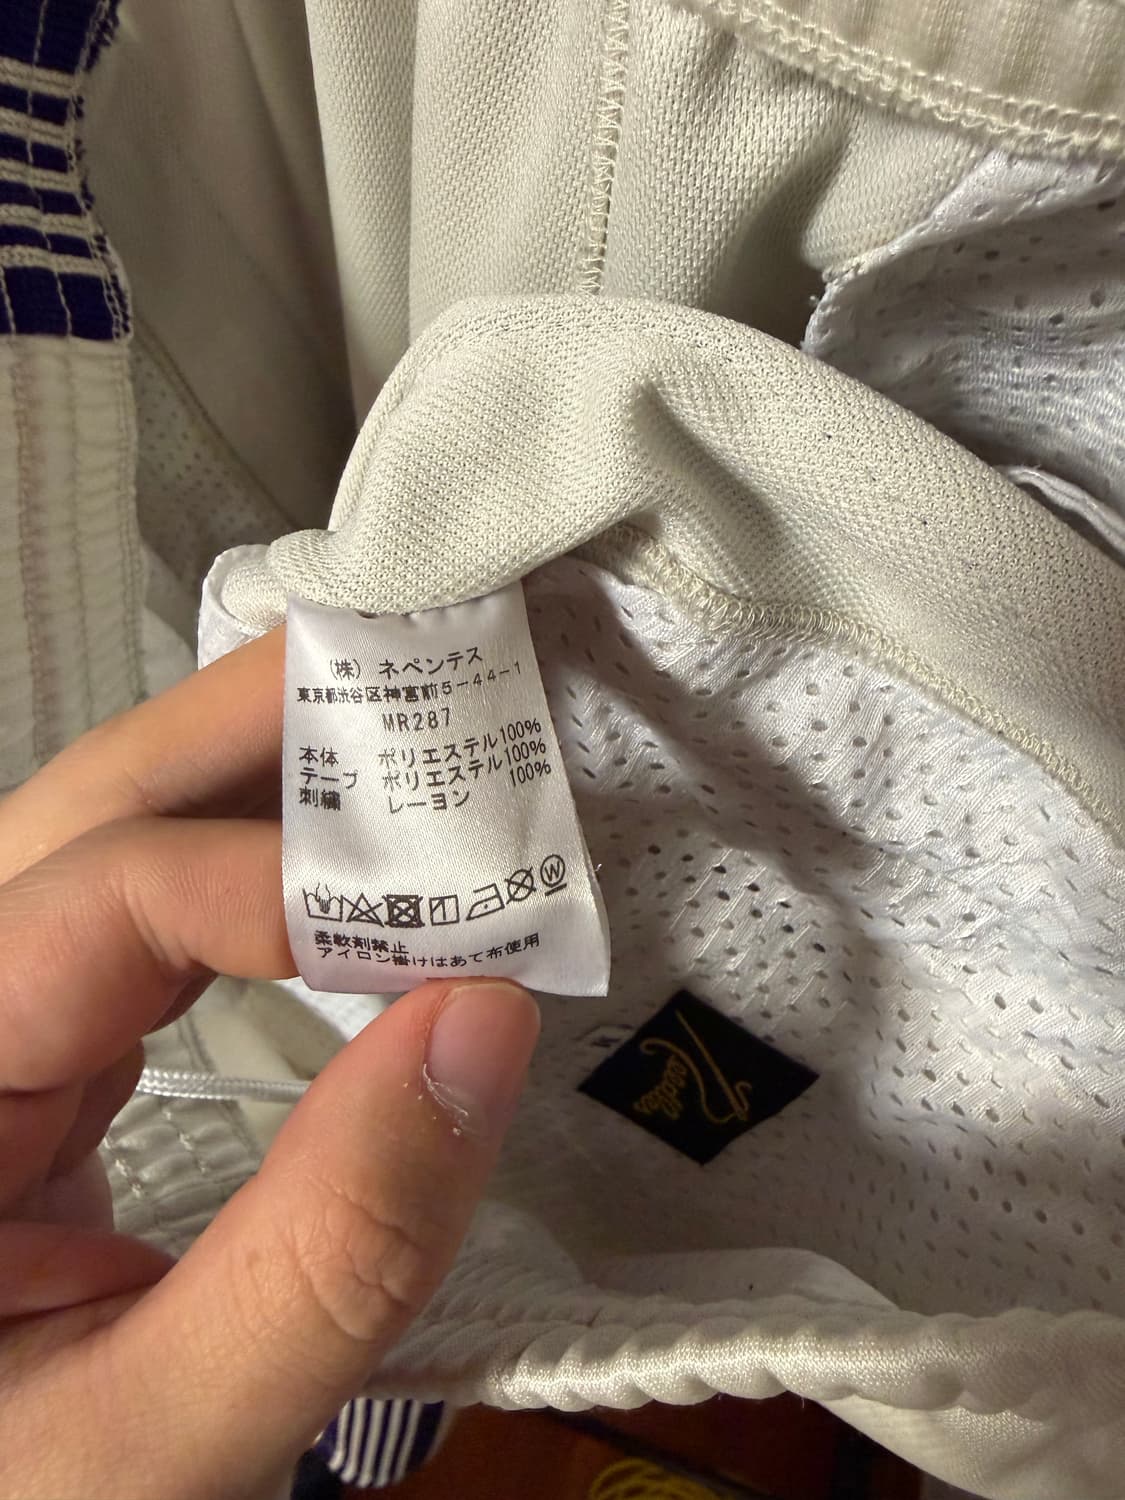 （株）ネペンテス
東京都渋谷区神宮前5-44-1
MR287
本体 ポリエステル100%
テープ ポリエステル100%
刺繍 レーヨン 100%
W
柔軟剤禁止
アイロン掛けはあて布使用
Needles